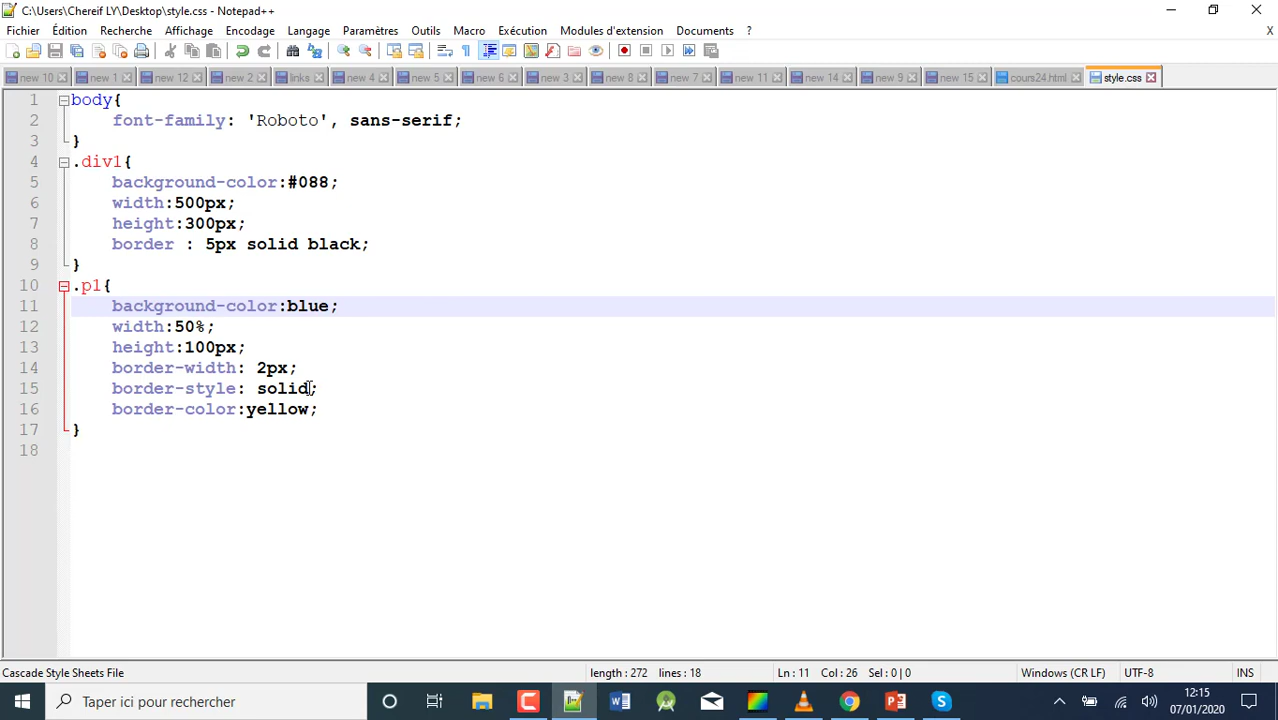 C:\Users\Chereif LY\Desktop\style.css - Notepad++
Fichier Édition Recherche Affichage Encodage Langage Paramètres Outils Macro Exécution Modules d'extension Documents ? X
new 10 new 1 new 12 new 2 links new 4 new 5 new 6 new 3 new 8 new 7 new 11 new 14 new 9 new 15 cours24.html style.css
1 body{
2 font-family: 'Roboto', sans-serif;
3 }
4 .div1{
5 background-color:#088;
6 width:500px;
7 height:300px;
8 border : 5px solid black;
9 }
10 .p1{
11 background-color:blue;
12 width:50%;
13 height:100px;
14 border-width: 2px;
15 border-style: solid;
16 border-color:yellow;
17 }
18
Cascade Style Sheets File length : 272 lines : 18 Ln : 11 Col : 26 Sel : 0 | 0 Windows (CR LF) UTF-8 INS
Taper ici pour rechercher
12:15
07/01/2020